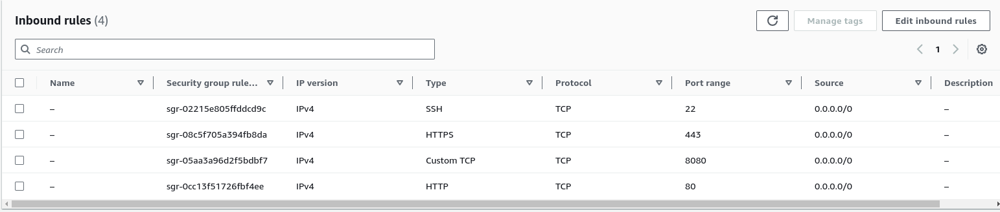 Inbound rules (4)
Manage tags
Edit inbound rules
Search
1
Name Security group rule... IP version Type Protocol Port range Source Description
– sgr-02215e805ffddcd9c IPv4 SSH TCP 22 0.0.0.0/0 –
– sgr-08c5f705a394fb8da IPv4 HTTPS TCP 443 0.0.0.0/0 –
– sgr-05aa3a96d2f5bdbf7 IPv4 Custom TCP TCP 8080 0.0.0.0/0 –
– sgr-0cc13f51726fbf4ee IPv4 HTTP TCP 80 0.0.0.0/0 –